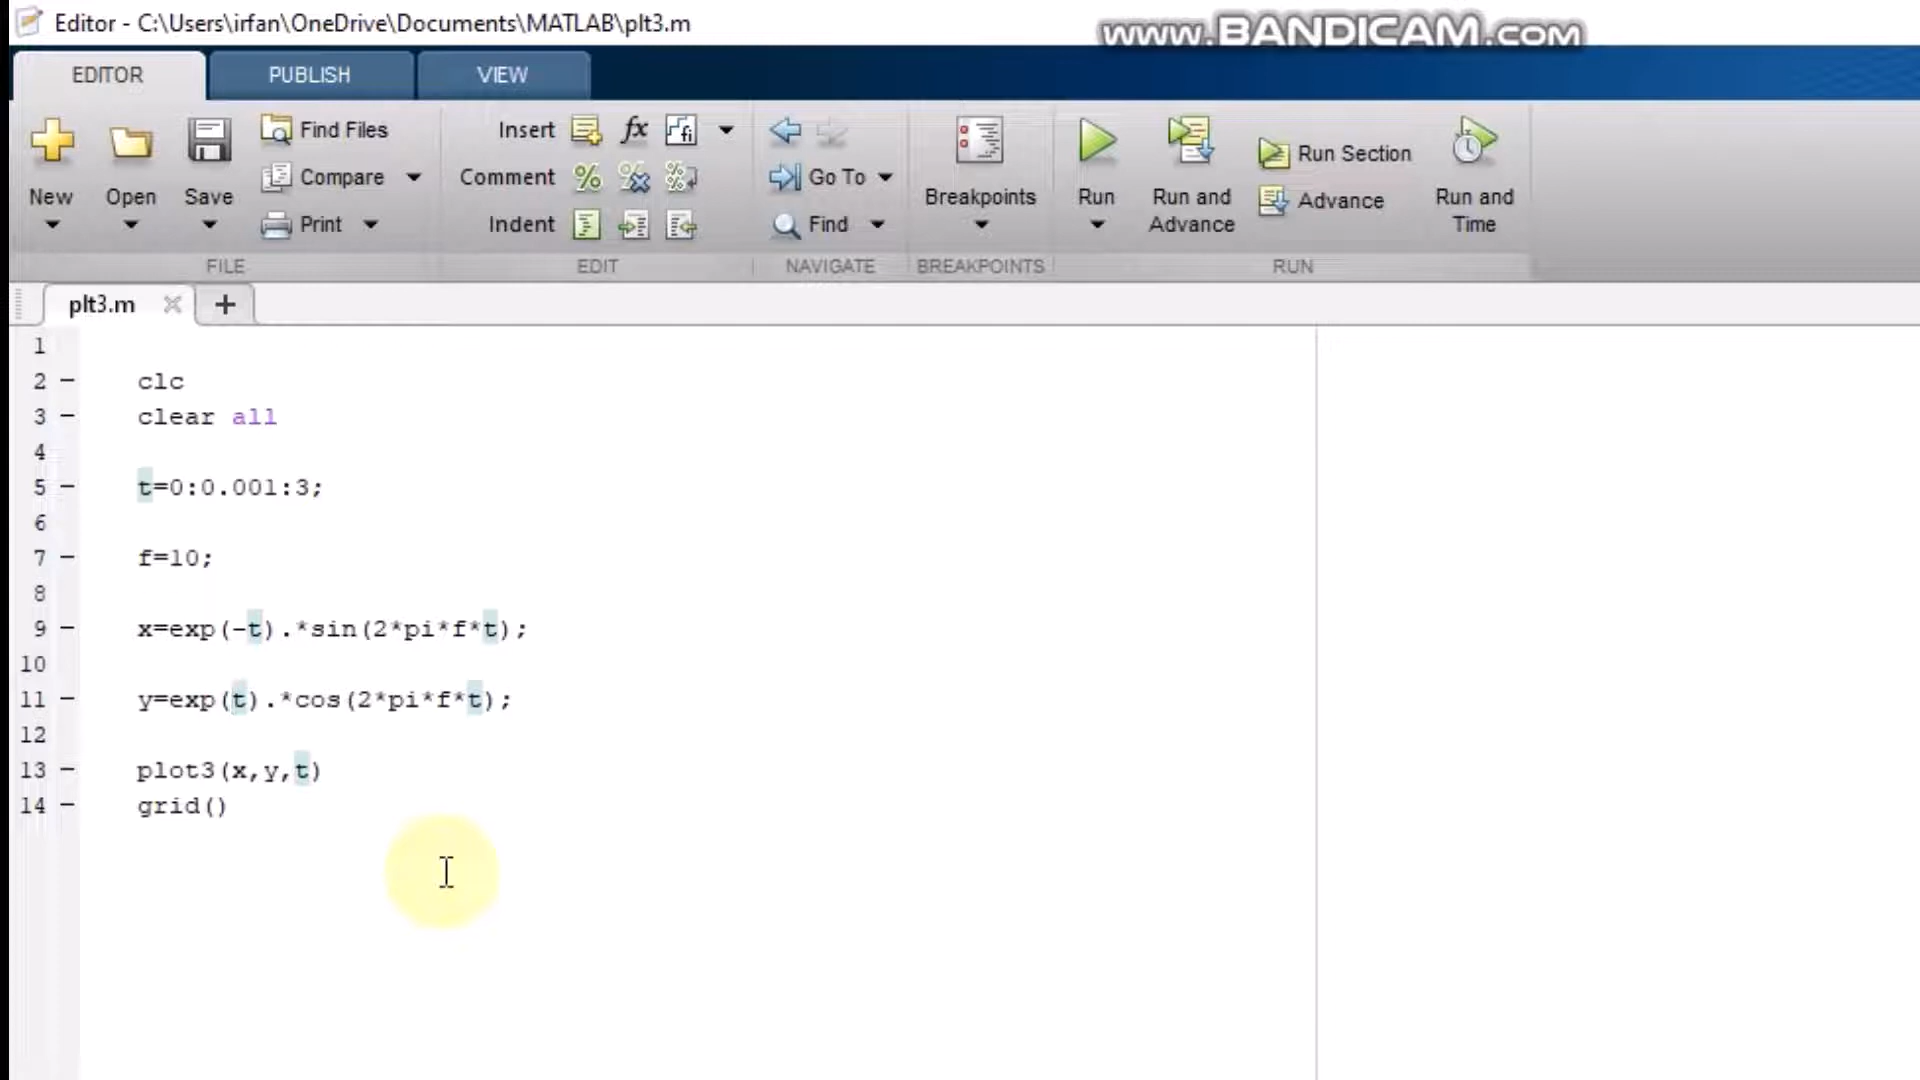 Editor - C:\Users\irfan\OneDrive\Documents\MATLAB\plt3.m
www.BANDICAM.com
EDITOR PUBLISH VIEW
New
Open
Save
Find Files
Compare
Print
FILE
Insert fx fi
Comment % % %
Indent
EDIT
Go To
Find
NAVIGATE
Breakpoints
BREAKPOINTS
Run
Run and
Advance
Run Section
Advance
Run and
Time
RUN
plt3.m
1
2 - clc
3 - clear all
4
5 - t=0:0.001:3;
6
7 - f=10;
8
9 - x=exp(-t).*sin(2*pi*f*t);
10
11 - y=exp(t).*cos(2*pi*f*t);
12
13 - plot3(x,y,t)
14 - grid()